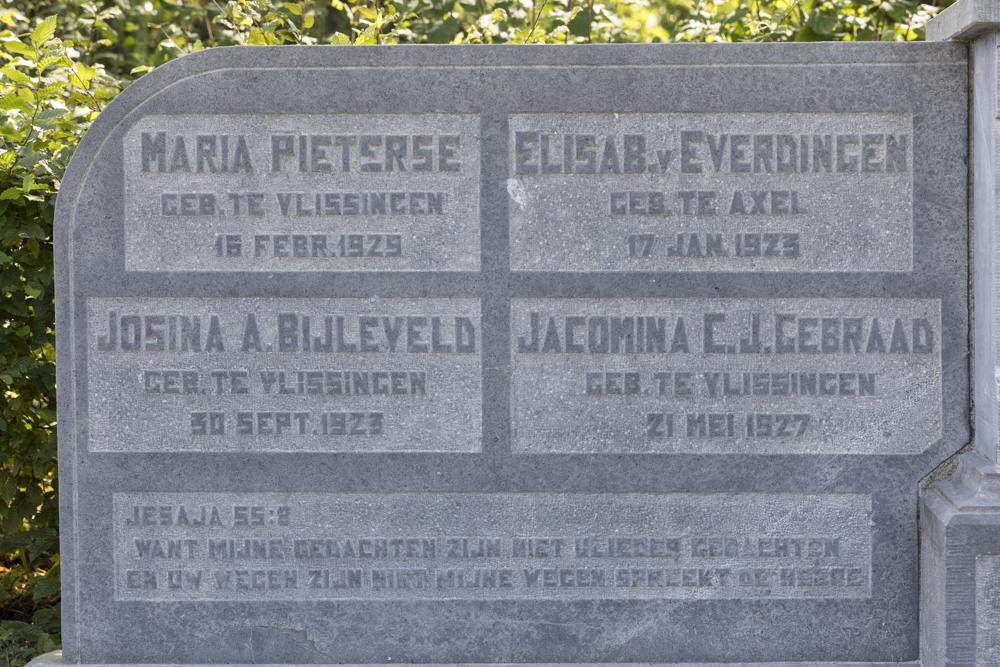 MARIA PIETERSE
GEB. TE VLISSINGEN
16 FEBR. 1925
ELISAB. v EVERDINGEN
GEB. TE AXEL
17 JAN. 1923
JOSINA A. BIJLEVELD
GEB. TE VLISSINGEN
30 SEPT. 1923
JACOMINA C.J. GEBRAAD
GEB. TE VLISSINGEN
21 MEI 1927
JESAJA 55:8
WANT MIJNE GEDACHTEN ZIJN NIET ULIEDER GEDACHTEN
EN UW WEGEN ZIJN NIET MIJNE WEGEN SPREEKT DE HEERE